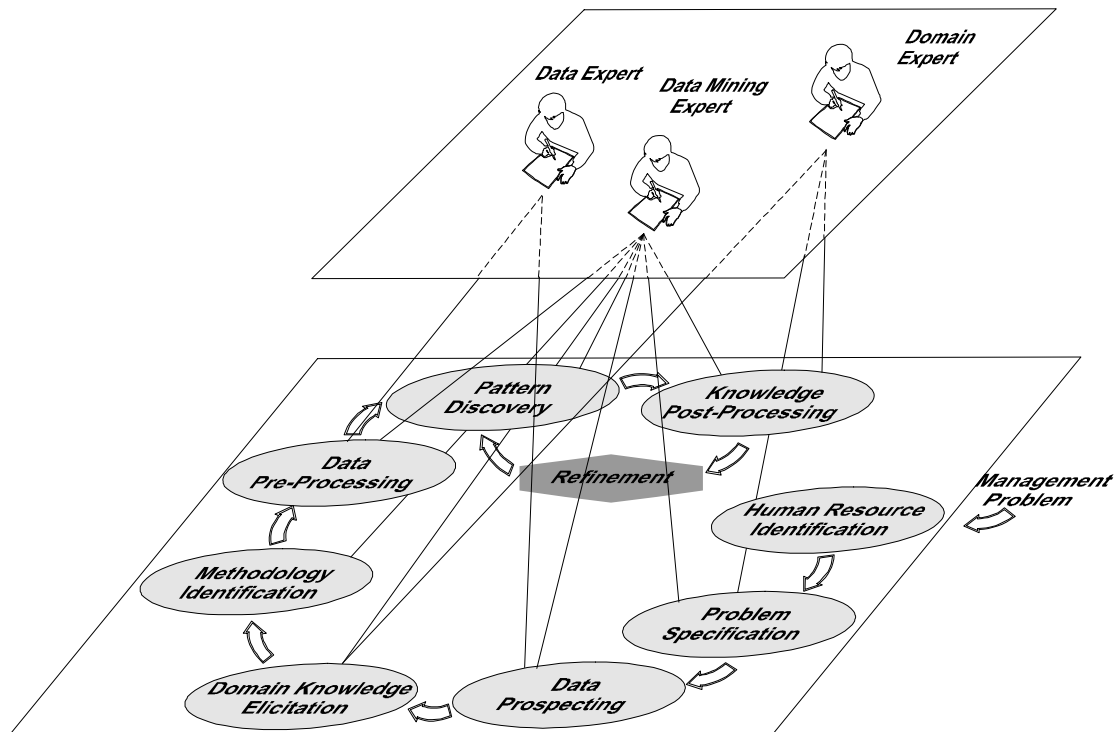 Domain
Expert
Data Expert
Data Mining
Expert
Pattern
Discovery
Knowledge
Post-Processing
Data
Pre-Processing
Refinement
Management
Problem
Human Resource
Identification
Methodology
Identification
Problem
Specification
Domain Knowledge
Elicitation
Data
Prospecting